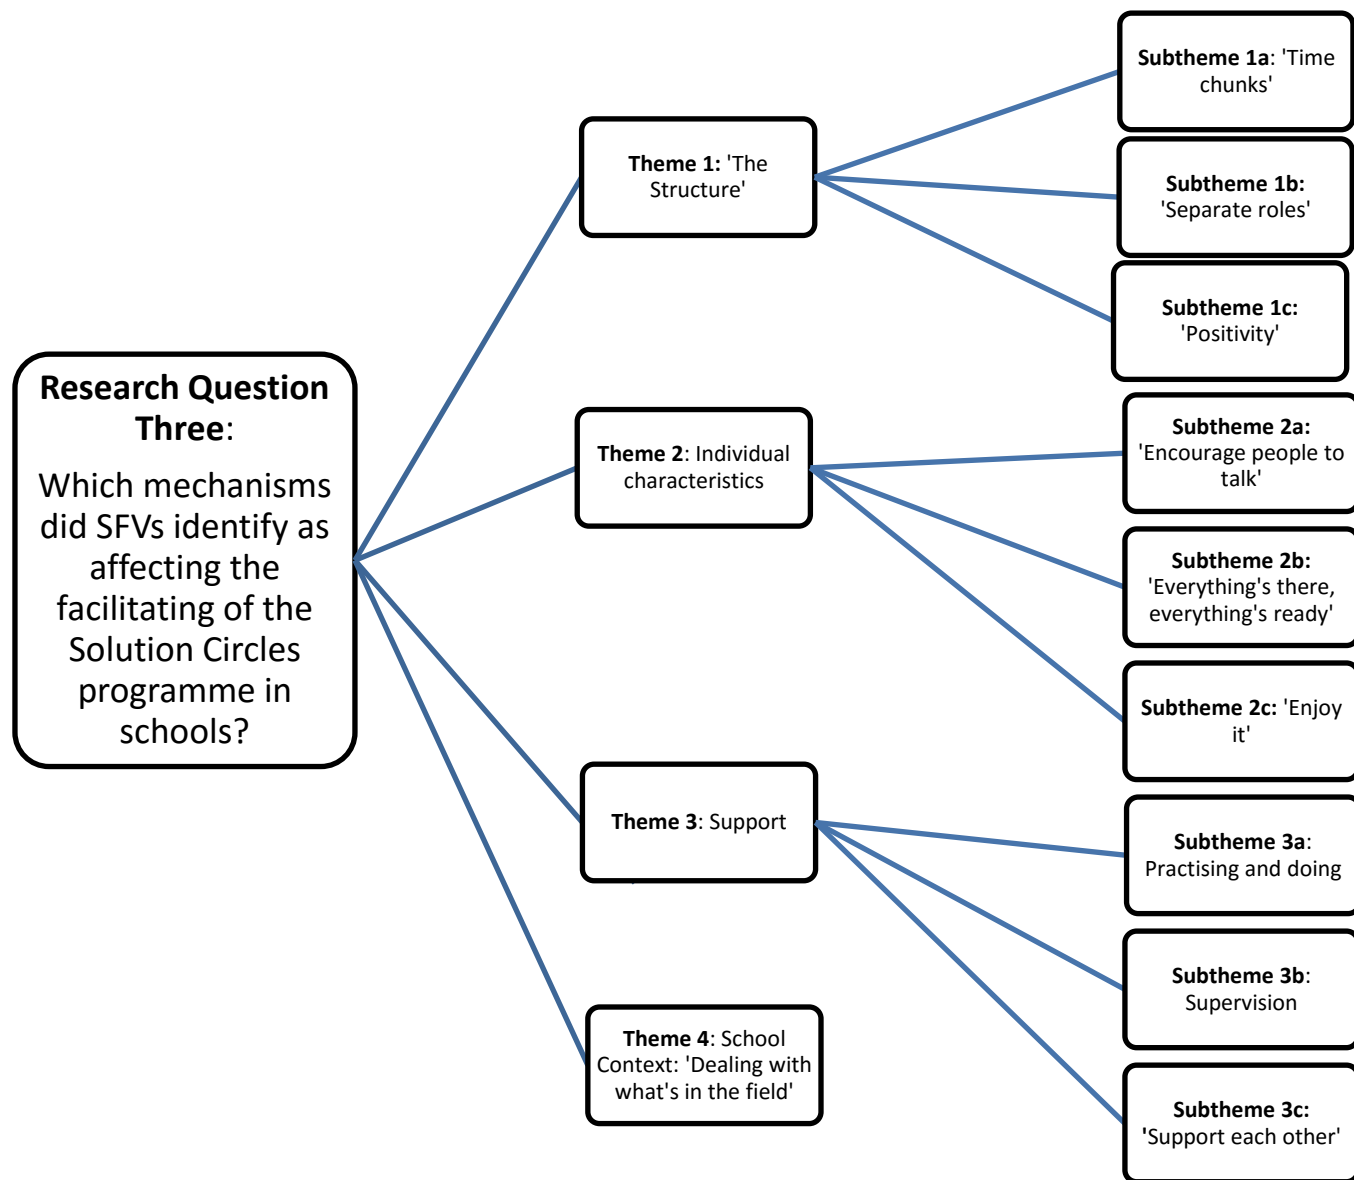 Research Question
Three:
Which mechanisms
did SFVs identify as
affecting the
facilitating of the
Solution Circles
programme in
schools?
Theme 1: 'The
Structure'
Subtheme 1a: 'Time
chunks'
Subtheme 1b:
'Separate roles'
Subtheme 1c:
'Positivity'
Theme 2: Individual
characteristics
Subtheme 2a:
'Encourage people to
talk'
Subtheme 2b:
'Everything's there,
everything's ready'
Subtheme 2c: 'Enjoy
it'
Theme 3: Support
Subtheme 3a:
Practising and doing
Subtheme 3b:
Supervision
Subtheme 3c:
'Support each other'
Theme 4: School
Context: 'Dealing with
what's in the field'